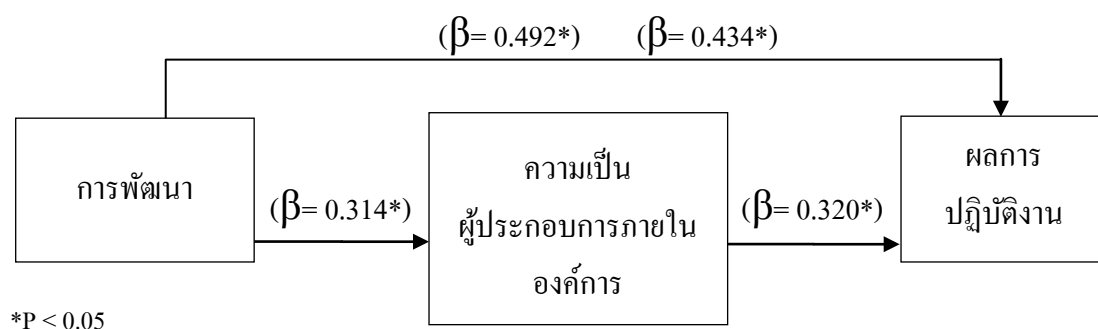 (β= 0.492*) (β= 0.434*)
การพัฒนา
(β= 0.314*)
ความเป็น
ผู้ประกอบการภายใน
องค์การ
(β= 0.320*)
ผลการ
ปฏิบัติงาน
*P < 0.05